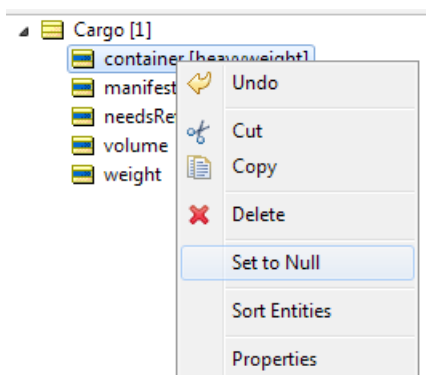 Cargo [1]
container [heavyweight]
manifest
needsRe
volume
weight
Undo
Cut
Copy
Delete
Set to Null
Sort Entities
Properties